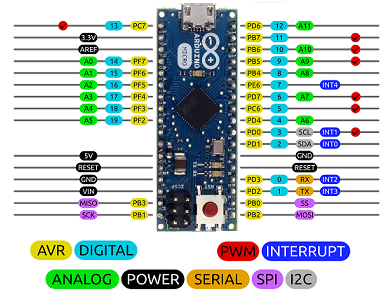 13 PC7
3.3V
AREF
A0 14 PF7
A1 15 PF6
A2 16 PF5
A3 17 PF4
A4 18 PF3
A5 19 PF2
5V
RESET
GND
VIN
MISO PB3
SCK PB1
ARDUINO
MICRO
ICSP
RST
PD6 12 A11
PB7 11
PB6 10 A10
PB5 9 A9
PB4 8 A8
PE6 7 INT4
PD7 6 A7
PC6 5
PD4 4 A6
PD0 3 SCL INT1
PD1 2 SDA INT0
GND
RESET
PD3 0 RX INT2
PD2 1 TX INT3
PB0 SS
PB2 MOSI
AVR DIGITAL PWM INTERRUPT
ANALOG POWER SERIAL SPI I2C